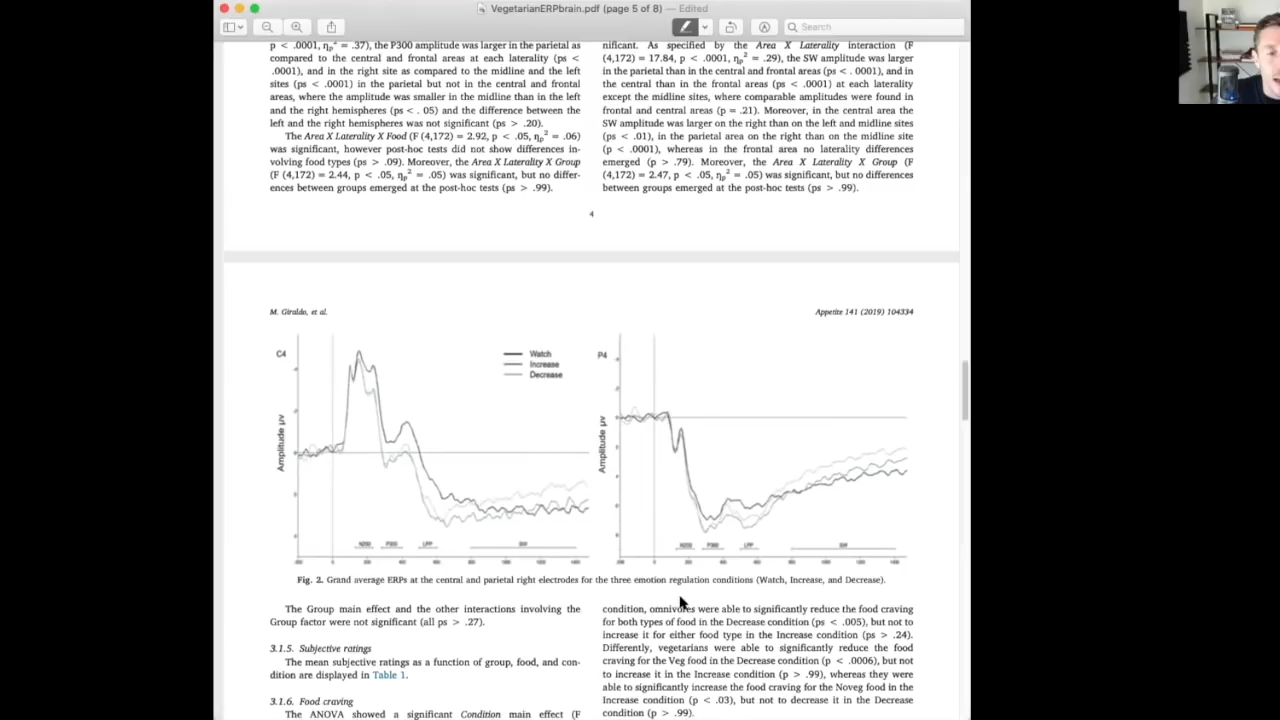 VegetarianERPbrain.pdf (page 5 of 8) — Edited
Search
p < .0001, ηp² = .37), the P300 amplitude was larger in the parietal as
compared to the central and frontal areas at each laterality (ps <
.0001), and in the right site as compared to the midline and the left
sites (ps < .0001) in the parietal but not in the central and frontal
areas, where the amplitude was smaller in the midline than in the left
and the right hemispheres (ps < . 05) and the difference between the
left and the right hemispheres was not significant (ps > .20).
The Area X Laterality X Food (F (4,172) = 2.92, p < .05, ηp² = .06)
was significant, however post-hoc tests did not show differences in-
volving food types (ps > .09). Moreover, the Area X Laterality X Group
(F (4,172) = 2.44, p < .05, ηp² = .05) was significant, but no differ-
ences between groups emerged at the post-hoc tests (ps > .99).
nificant. As specified by the Area X Laterality interaction (F
(4,172) = 17.84, p < .0001, ηp² = .29), the SW amplitude was larger
in the parietal than in the central and frontal areas (ps < . 0001), and in
the central than in the frontal areas (ps < .0001) at each laterality
except the midline sites, where comparable amplitudes were found in
frontal and central areas (p = .21). Moreover, in the central area the
SW amplitude was larger on the right than on the left and midline sites
(ps < .01), in the parietal area on the right than on the midline site
(p < .0001), whereas in the frontal area no laterality differences
emerged (p > .79). Moreover, the Area X Laterality X Group (F
(4,172) = 2.47, p < .05, ηp² = .05) was significant, but no differences
between groups emerged at the post-hoc tests (ps > .99).
4
M. Giraldo, et al.
Appetite 141 (2019) 104334
C4
Watch
Increase
Decrease
Amplitude μv
N200 P300 LPP SW
P4
Amplitude μv
N200 P300 LPP SW
Fig. 2. Grand average ERPs at the central and parietal right electrodes for the three emotion regulation conditions (Watch, Increase, and Decrease).
The Group main effect and the other interactions involving the
Group factor were not significant (all ps > .27).
3.1.5. Subjective ratings
The mean subjective ratings as a function of group, food, and con-
dition are displayed in Table 1.
3.1.6. Food craving
The ANOVA showed a significant Condition main effect (F
condition, omnivores were able to significantly reduce the food craving
for both types of food in the Decrease condition (ps < .005), but not to
increase it for either food type in the Increase condition (ps > .24).
Differently, vegetarians were able to significantly reduce the food
craving for the Veg food in the Decrease condition (p < .0006), but not
to increase it in the Increase condition (p > .99), whereas they were
able to significantly increase the food craving for the Noveg food in the
Increase condition (p < .03), but not to decrease it in the Decrease
condition (p > .99).